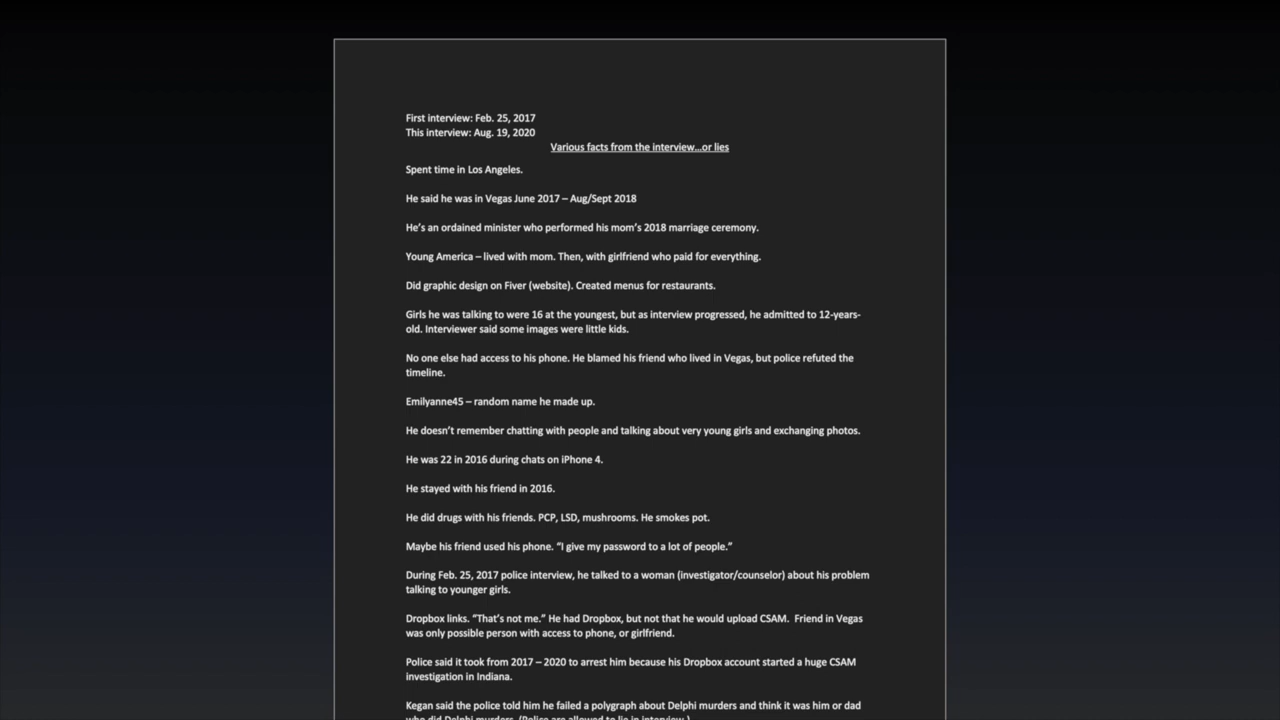 First interview: Feb. 25, 2017
This interview: Aug. 19, 2020
Various facts from the interview...or lies
Spent time in Los Angeles.
He said he was in Vegas June 2017 – Aug/Sept 2018
He's an ordained minister who performed his mom's 2018 marriage ceremony.
Young America – lived with mom. Then, with girlfriend who paid for everything.
Did graphic design on Fiver (website). Created menus for restaurants.
Girls he was talking to were 16 at the youngest, but as interview progressed, he admitted to 12-years-
old. Interviewer said some images were little kids.
No one else had access to his phone. He blamed his friend who lived in Vegas, but police refuted the
timeline.
Emilyanne45 – random name he made up.
He doesn't remember chatting with people and talking about very young girls and exchanging photos.
He was 22 in 2016 during chats on iPhone 4.
He stayed with his friend in 2016.
He did drugs with his friends. PCP, LSD, mushrooms. He smokes pot.
Maybe his friend used his phone. "I give my password to a lot of people."
During Feb. 25, 2017 police interview, he talked to a woman (investigator/counselor) about his problem
talking to younger girls.
Dropbox links. "That's not me." He had Dropbox, but not that he would upload CSAM.  Friend in Vegas
was only possible person with access to phone, or girlfriend.
Police said it took from 2017 – 2020 to arrest him because his Dropbox account started a huge CSAM
investigation in Indiana.
Kegan said the police told him he failed a polygraph about Delphi murders and think it was him or dad
who did Delphi murders. (Police are allowed to lie in interview.)